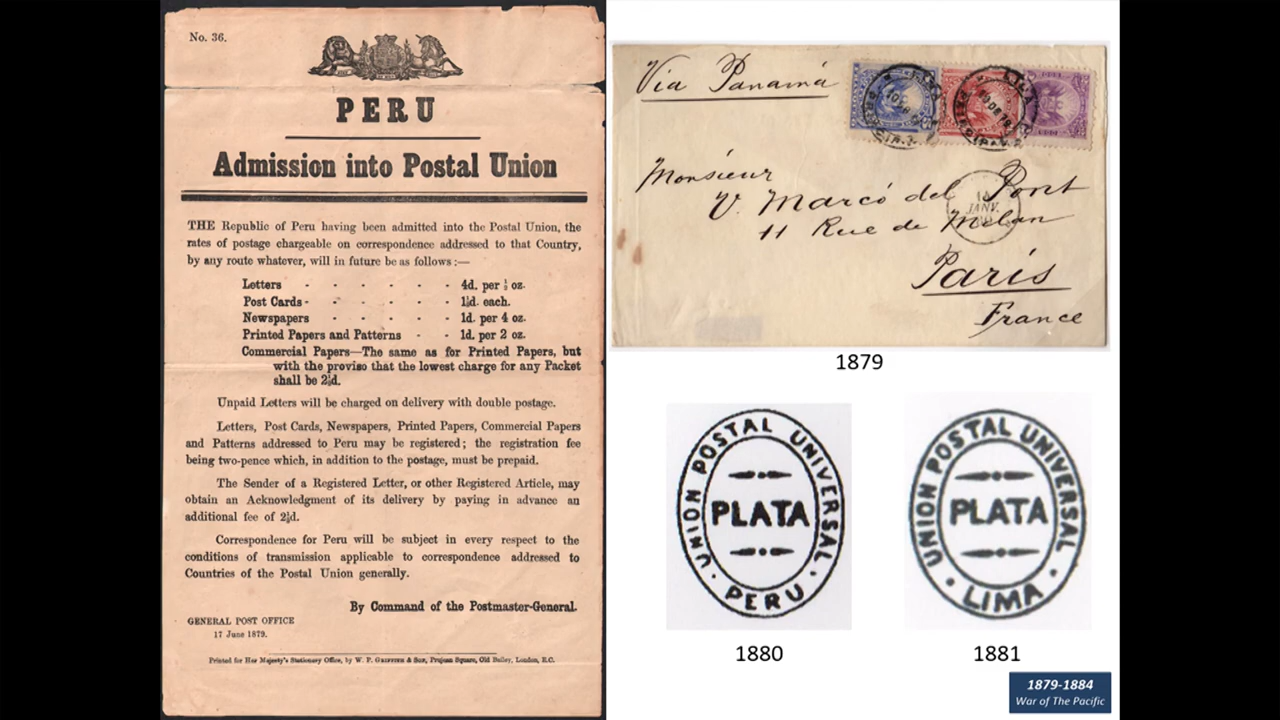 No. 36.
PERU
Admission into Postal Union
THE Republic of Peru having been admitted into the Postal Union, the
rates of postage chargeable on correspondence addressed to that Country,
by any route whatever, will in future be as follows :—
Letters - - - - - - 4d. per ½ oz.
Post Cards - - - - - - 1½d. each.
Newspapers - - - - - 1d. per 4 oz.
Printed Papers and Patterns - - 1d. per 2 oz.
Commercial Papers—The same as for Printed Papers, but
with the proviso that the lowest charge for any Packet
shall be 2½d.
Unpaid Letters will be charged on delivery with double postage.
Letters, Post Cards, Newspapers, Printed Papers, Commercial Papers
and Patterns addressed to Peru may be registered; the registration fee
being two-pence which, in addition to the postage, must be prepaid.
The Sender of a Registered Letter, or other Registered Article, may
obtain an Acknowledgment of its delivery by paying in advance an
additional fee of 2½d.
Correspondence for Peru will be subject in every respect to the
conditions of transmission applicable to correspondence addressed to
Countries of the Postal Union generally.
By Command of the Postmaster-General.
GENERAL POST OFFICE
17 June 1879.
Printed for Her Majesty's Stationery Office, by W. P. GRIFFITH & SON, Prujean Square, Old Bailey, London, E.C.
Via Panamá
LIMA
LIMA
PRINCIPAL
Monsieur
V. Marcó del Pont
11 Rue de Milan
JANV.
Paris
France
1879
UNION POSTAL UNIVERSAL
PLATA
PERU
1880
UNION POSTAL UNIVERSAL
PLATA
LIMA
1881
1879-1884
War of The Pacific